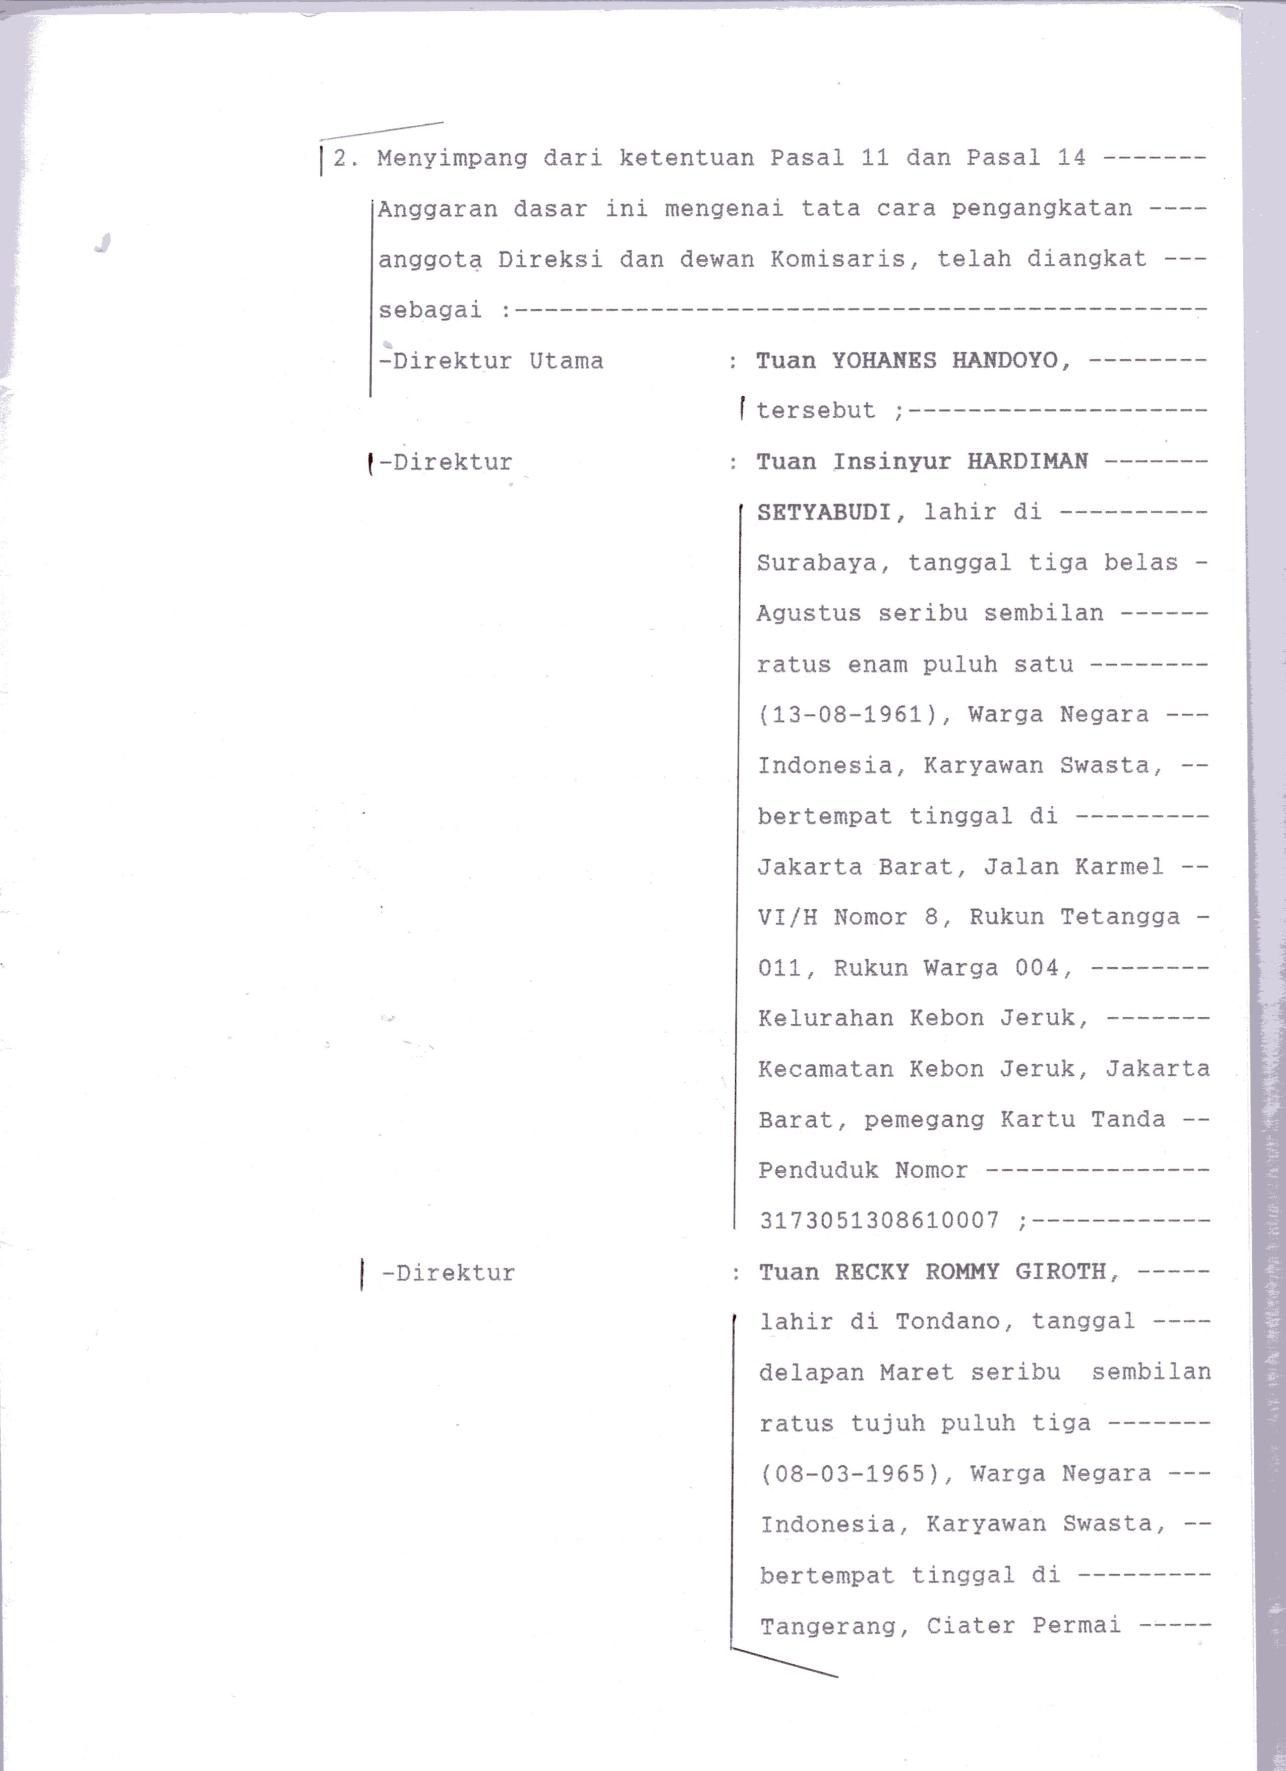 2. Menyimpang dari ketentuan Pasal 11 dan Pasal 14 -------
Anggaran dasar ini mengenai tata cara pengangkatan ----
anggota Direksi dan dewan Komisaris, telah diangkat ---
sebagai :----------------------------------------------
-Direktur Utama : Tuan YOHANES HANDOYO, --------
tersebut ;--------------------
-Direktur : Tuan Insinyur HARDIMAN -------
SETYABUDI, lahir di ----------
Surabaya, tanggal tiga belas -
Agustus seribu sembilan ------
ratus enam puluh satu --------
(13-08-1961), Warga Negara ---
Indonesia, Karyawan Swasta, --
bertempat tinggal di ---------
Jakarta Barat, Jalan Karmel --
VI/H Nomor 8, Rukun Tetangga -
011, Rukun Warga 004, --------
Kelurahan Kebon Jeruk, -------
Kecamatan Kebon Jeruk, Jakarta
Barat, pemegang Kartu Tanda --
Penduduk Nomor ---------------
3173051308610007 ;------------
-Direktur : Tuan RECKY ROMMY GIROTH, -----
lahir di Tondano, tanggal ----
delapan Maret seribu  sembilan
ratus tujuh puluh tiga -------
(08-03-1965), Warga Negara ---
Indonesia, Karyawan Swasta, --
bertempat tinggal di ---------
Tangerang, Ciater Permai -----